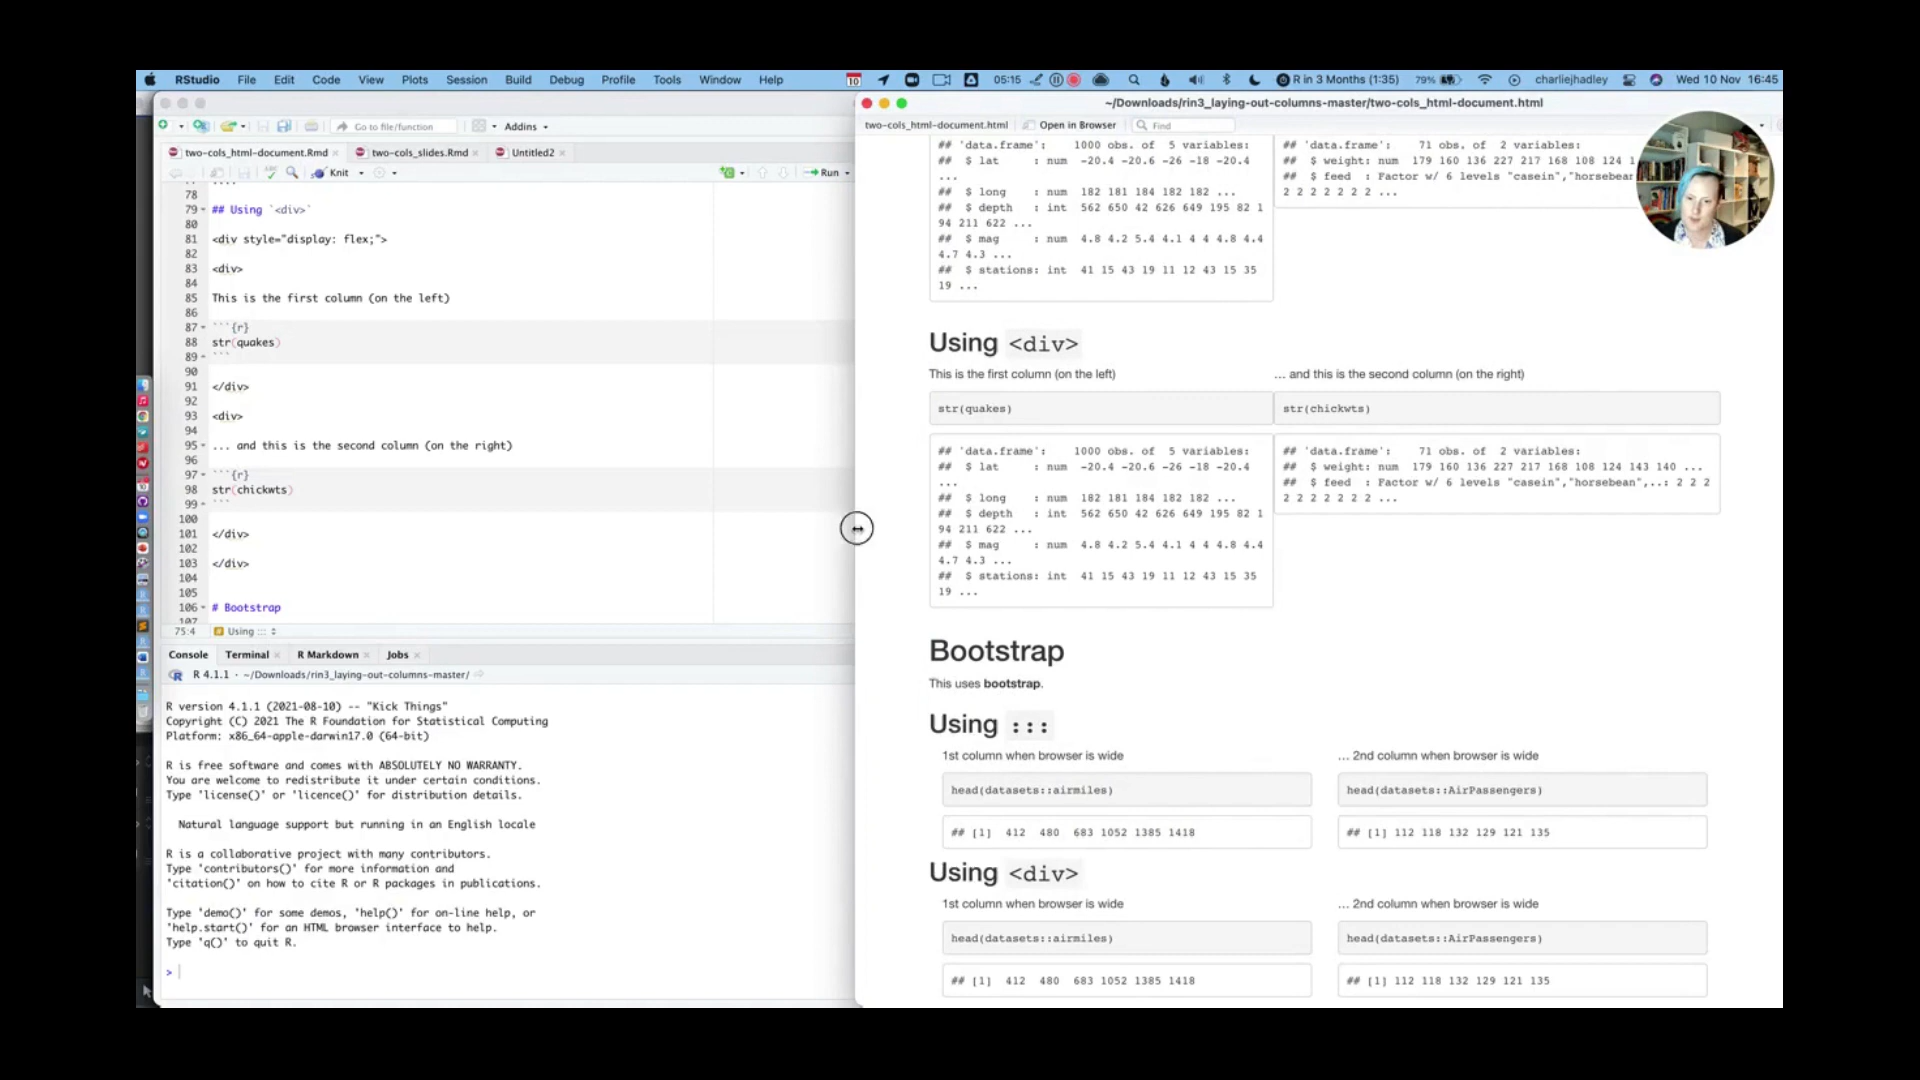 RStudio File Edit Code View Plots Session Build Debug Profile Tools Window Help
10 05:15 R in 3 Months (1:35) 79% charliejhadley Wed 10 Nov 16:45
Go to file/function Addins
two-cols_html-document.Rmd two-cols_slides.Rmd Untitled2
Knit Run
78
79 ## Using `<div>`
80
81 <div style="display: flex;">
82
83 <div>
84
85 This is the first column (on the left)
86
87 ```{r}
88 str(quakes)
89 ```
90
91 </div>
92
93 <div>
94
95 ... and this is the second column (on the right)
96
97 ```{r}
98 str(chickwts)
99 ```
100
101 </div>
102
103 </div>
104
105
106 # Bootstrap
107
75:4 Using :::
Console Terminal R Markdown Jobs
R 4.1.1 · ~/Downloads/rin3_laying-out-columns-master/
R version 4.1.1 (2021-08-10) -- "Kick Things"
Copyright (C) 2021 The R Foundation for Statistical Computing
Platform: x86_64-apple-darwin17.0 (64-bit)
R is free software and comes with ABSOLUTELY NO WARRANTY.
You are welcome to redistribute it under certain conditions.
Type 'license()' or 'licence()' for distribution details.
Natural language support but running in an English locale
R is a collaborative project with many contributors.
Type 'contributors()' for more information and
'citation()' on how to cite R or R packages in publications.
Type 'demo()' for some demos, 'help()' for on-line help, or
'help.start()' for an HTML browser interface to help.
Type 'q()' to quit R.
>
~/Downloads/rin3_laying-out-columns-master/two-cols_html-document.html
two-cols_html-document.html Open in Browser Find
## 'data.frame': 1000 obs. of 5 variables:
## $ lat : num -20.4 -20.6 -26 -18 -20.4
...
## $ long : num 182 181 184 182 182 ...
## $ depth : int 562 650 42 626 649 195 82 1
94 211 622 ...
## $ mag : num 4.8 4.2 5.4 4.1 4 4 4.8 4.4
4.7 4.3 ...
## $ stations: int 41 15 43 19 11 12 43 15 35
19 ...
## 'data.frame': 71 obs. of 2 variables:
## $ weight: num 179 160 136 227 217 168 108 124 1
## $ feed : Factor w/ 6 levels "casein","horsebean
2 2 2 2 2 2 2 ...
Using <div>
This is the first column (on the left)
str(quakes)
## 'data.frame': 1000 obs. of 5 variables:
## $ lat : num -20.4 -20.6 -26 -18 -20.4
...
## $ long : num 182 181 184 182 182 ...
## $ depth : int 562 650 42 626 649 195 82 1
94 211 622 ...
## $ mag : num 4.8 4.2 5.4 4.1 4 4 4.8 4.4
4.7 4.3 ...
## $ stations: int 41 15 43 19 11 12 43 15 35
19 ...
... and this is the second column (on the right)
str(chickwts)
## 'data.frame': 71 obs. of 2 variables:
## $ weight: num 179 160 136 227 217 168 108 124 143 140 ...
## $ feed : Factor w/ 6 levels "casein","horsebean",..: 2 2 2
2 2 2 2 2 2 2 ...
Bootstrap
This uses bootstrap.
Using :::
1st column when browser is wide
head(datasets::airmiles)
## [1] 412 480 683 1052 1385 1418
... 2nd column when browser is wide
head(datasets::AirPassengers)
## [1] 112 118 132 129 121 135
Using <div>
1st column when browser is wide
head(datasets::airmiles)
## [1] 412 480 683 1052 1385 1418
... 2nd column when browser is wide
head(datasets::AirPassengers)
## [1] 112 118 132 129 121 135